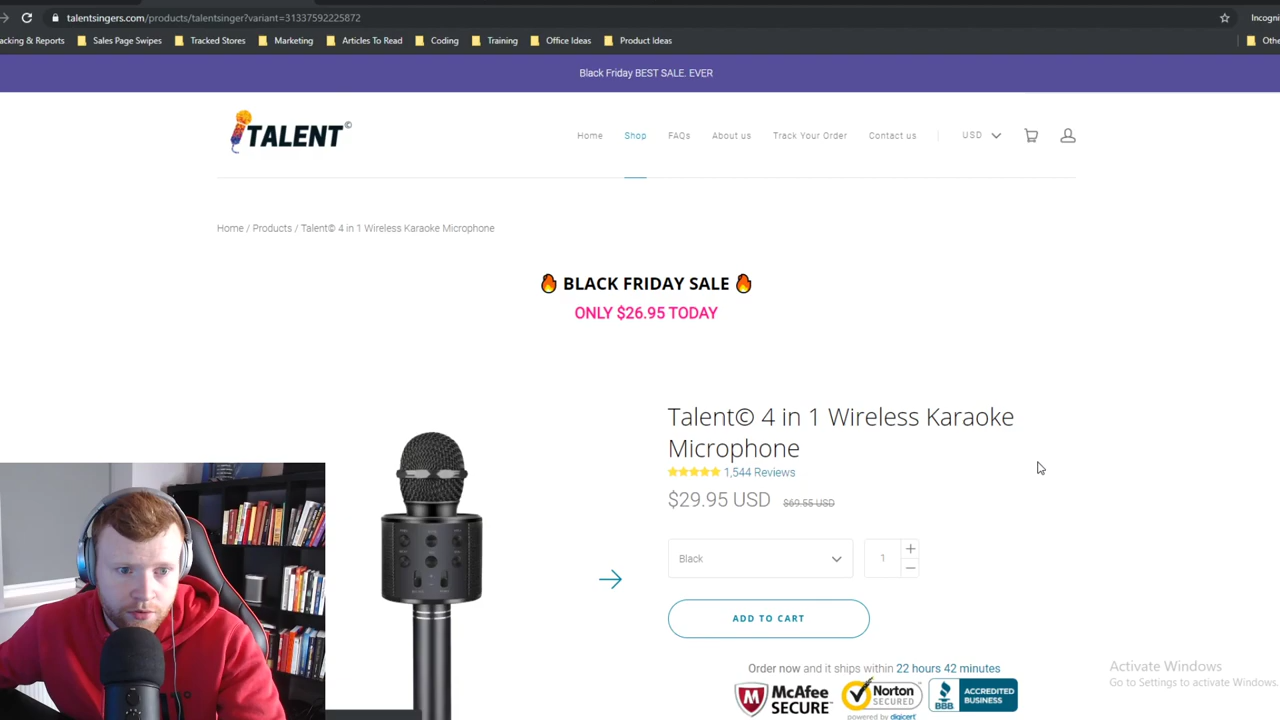 talentsingers.com/products/talentsinger?variant=31337592225872
Incogni
acking & Reports Sales Page Swipes Tracked Stores Marketing Articles To Read Coding Training Office Ideas Product Ideas Oth
Black Friday BEST SALE. EVER
TALENT©
Home Shop FAQs About us Track Your Order Contact us USD
Home / Products / Talent© 4 in 1 Wireless Karaoke Microphone
🔥 BLACK FRIDAY SALE 🔥
ONLY $26.95 TODAY
Talent© 4 in 1 Wireless Karaoke
Microphone
1,544 Reviews
$29.95 USD $69.55 USD
Black 1
ADD TO CART
Order now and it ships within 22 hours 42 minutes
McAfee
SECURE
Norton
SECURED
powered by digicert
BBB
ACCREDITED
BUSINESS
Activate Windows
Go to Settings to activate Windows.